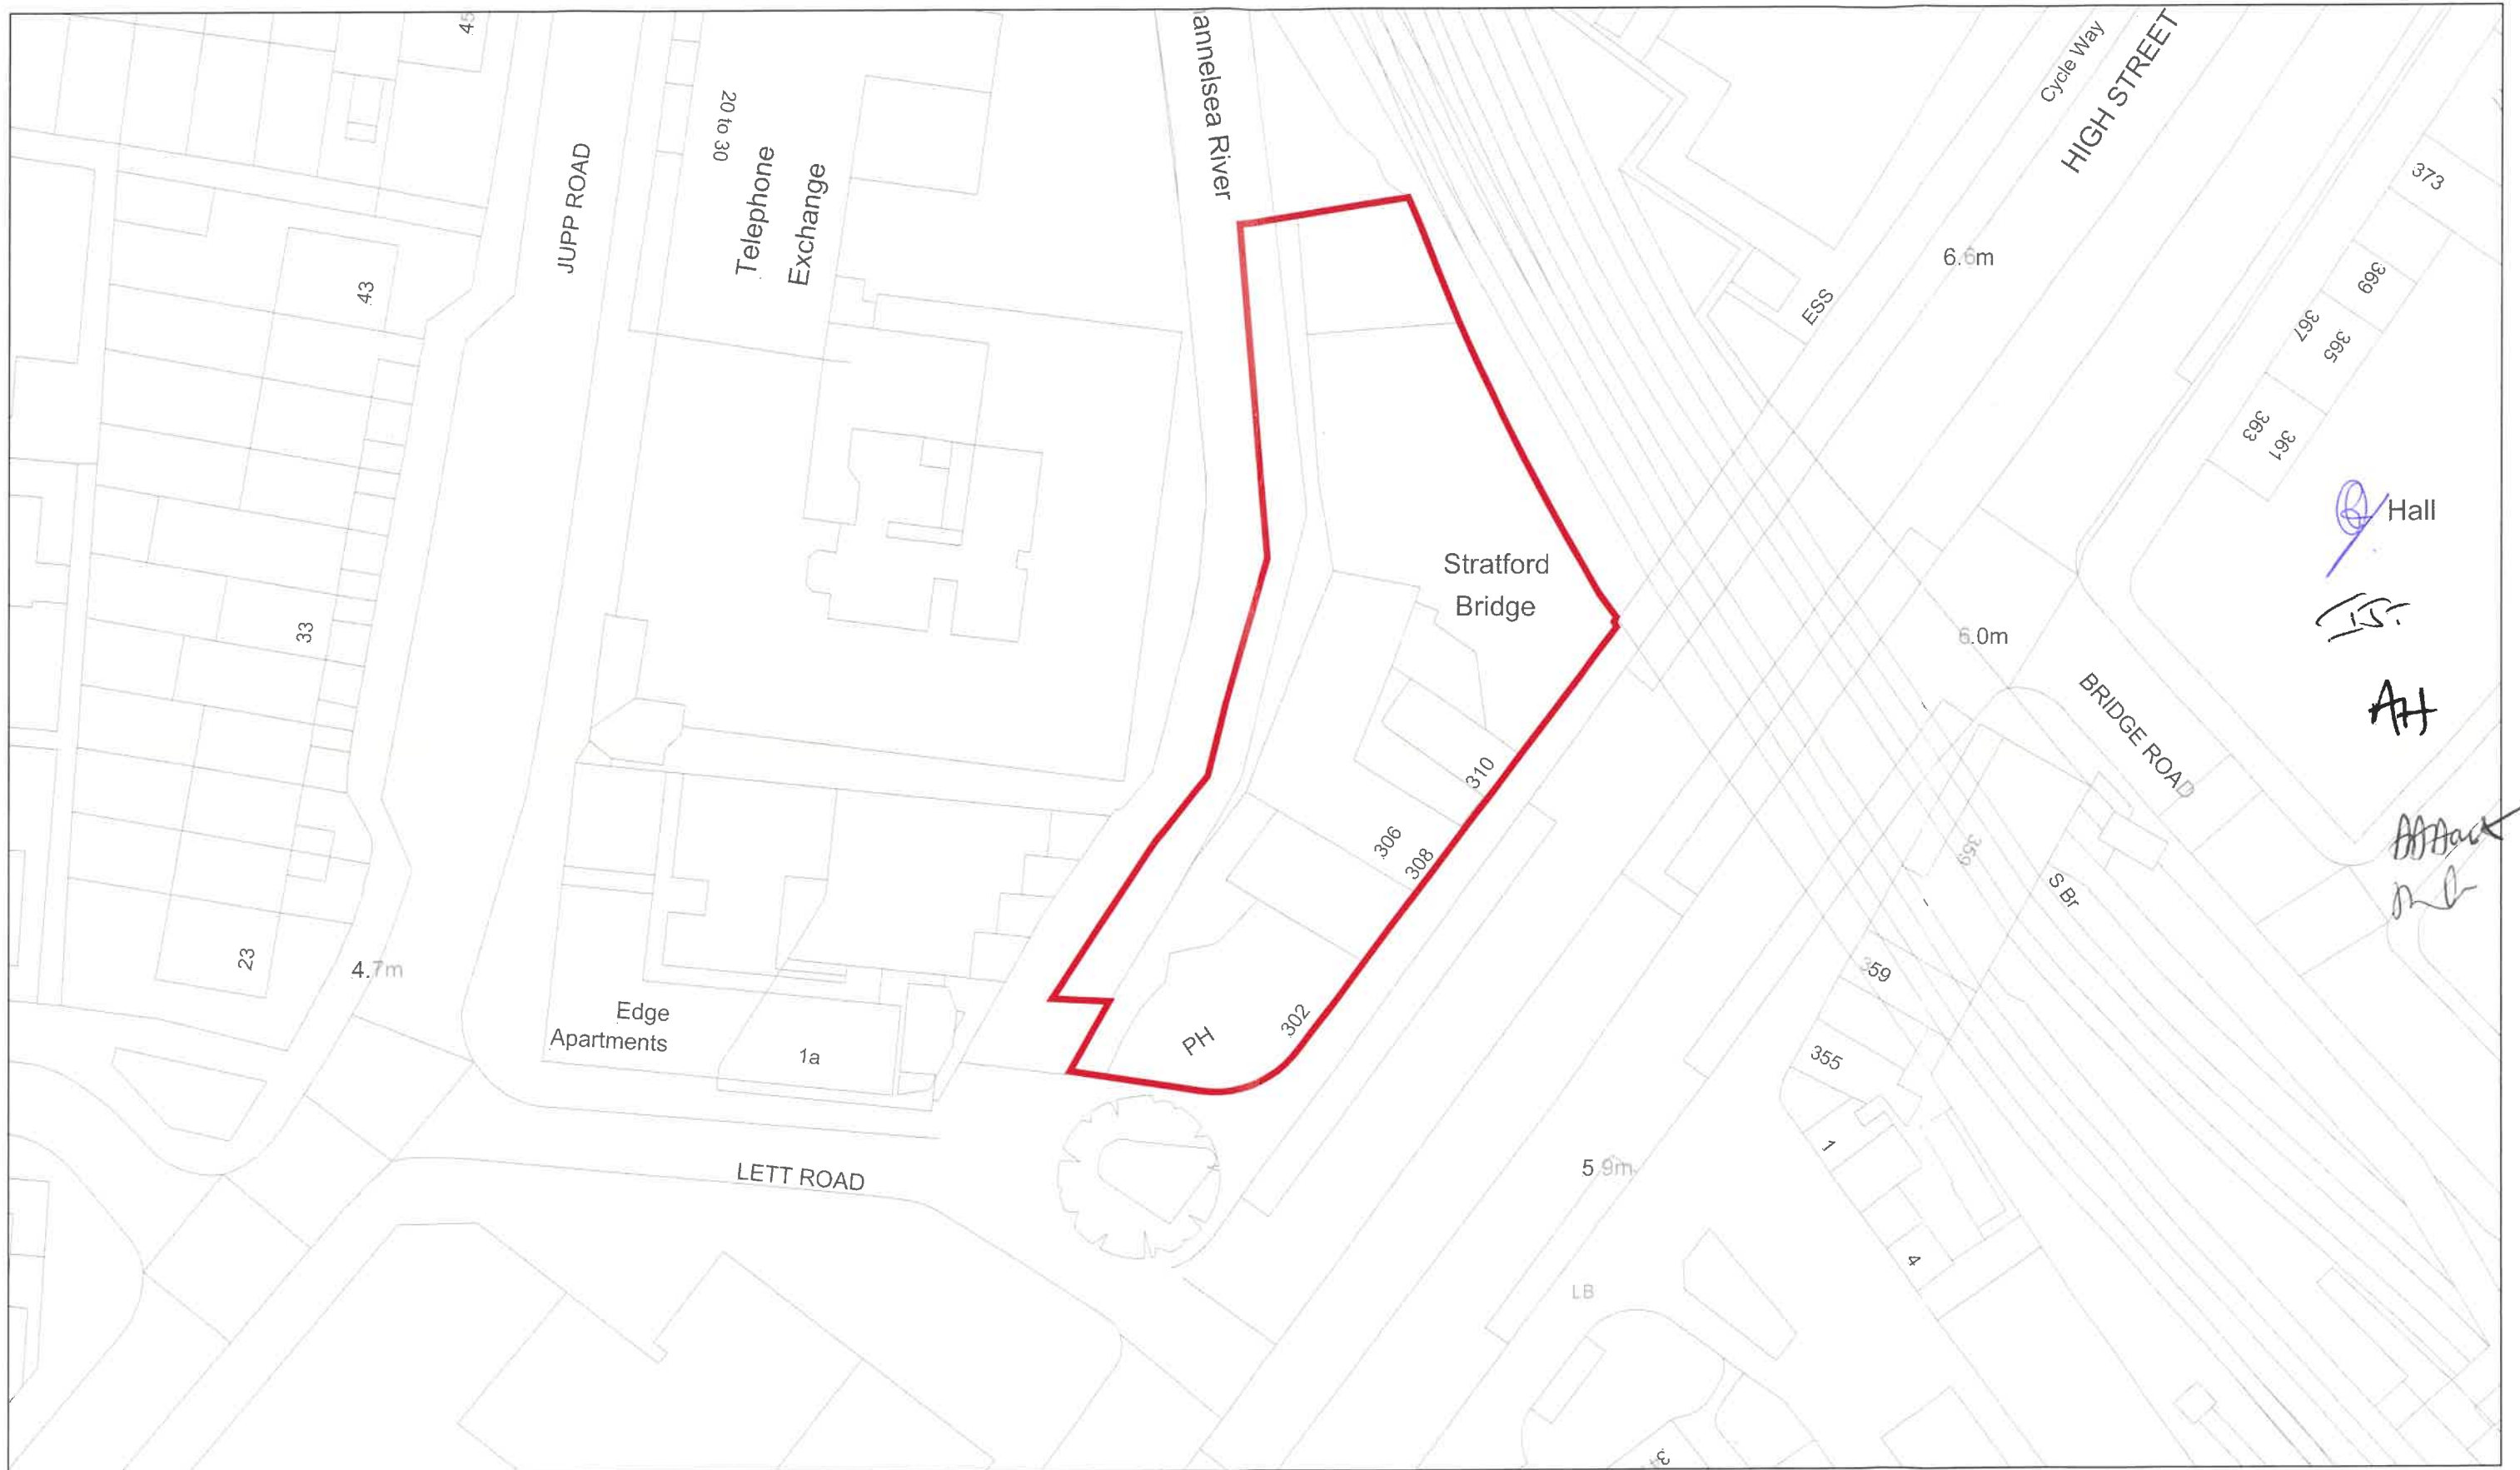 45
annelsea River
Cycle Way
HIGH STREET
20 to 30
Telephone
Exchange
JUPP ROAD
373
6.6m
369
43
ESS
367
365
363
361
Hall
Stratford
Bridge
I.J.
33
6.0m
AH
BRIDGE ROAD
310
306
308
359
S Br
23
4.7m
359
Edge
Apartments
1a
PH
302
355
1
LETT ROAD
5.9m
4
LB